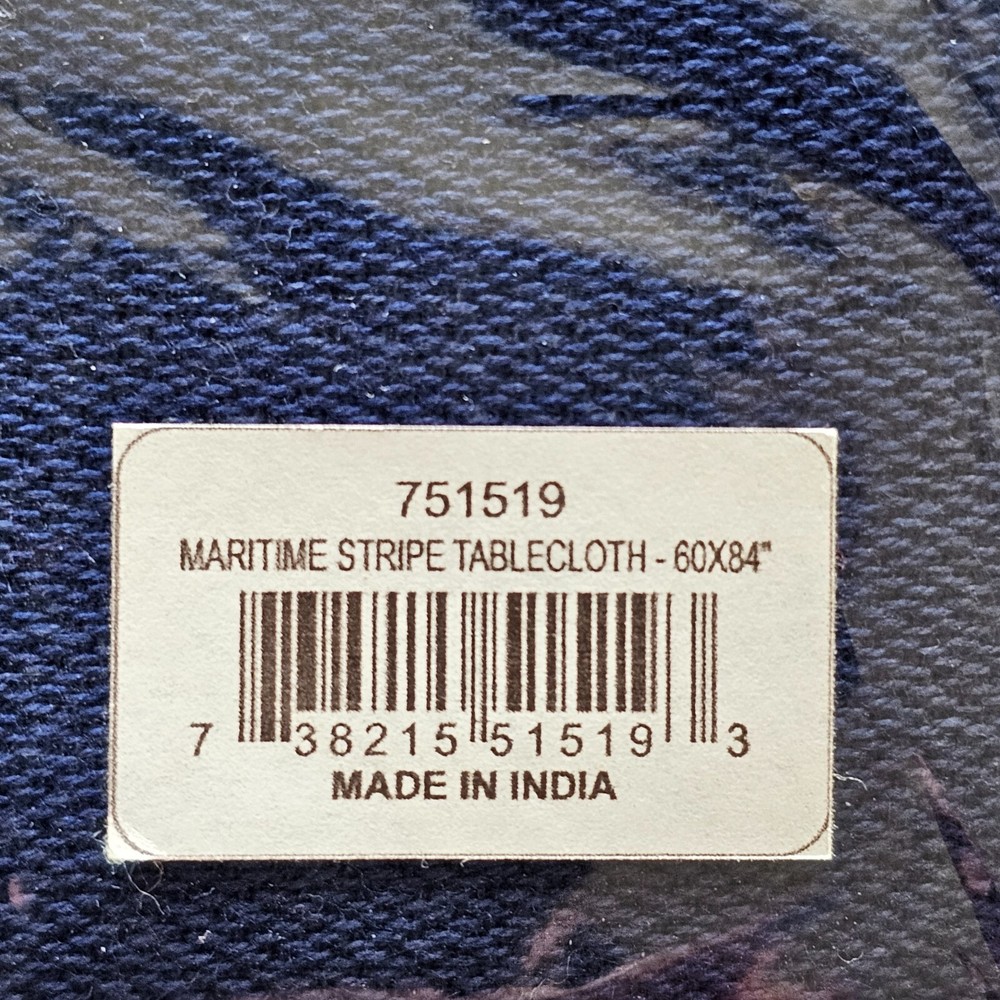 751519
MARITIME STRIPE TABLECLOTH - 60X84"
7 38215 51519 3
MADE IN INDIA